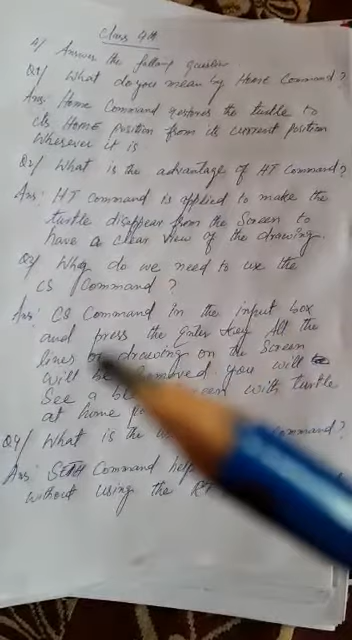 Class 4th
A/ Answer the following question
Q1/ What do you mean by Home Command?
Ans: Home Command restores the turtle to
its HOME position from its current position
wherever it is
Q2/ What is the advantage of HT Command?
Ans: HT command is applied to make the
turtle disappear from the Screen to
have a clear view of the drawing.
Q3/ Why do we need to use the
CS Command?
Ans: CS Command in the input box
and press the Enter key All the
lines drawing on the Screen
will be removed you will
See a with turtle
at home
Q4/ What is the command?
Ans: SETH Command
without using the RT